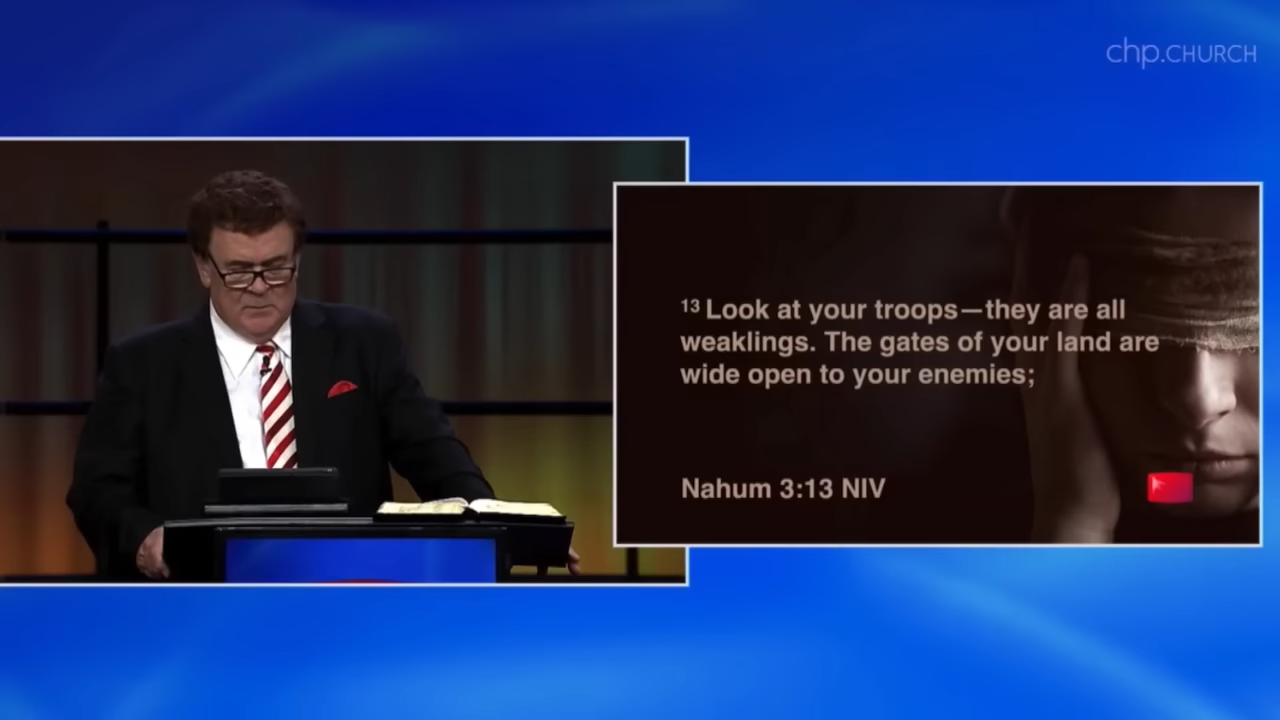 chp.CHURCH
13 Look at your troops—they are all
weaklings. The gates of your land are
wide open to your enemies;
Nahum 3:13 NIV